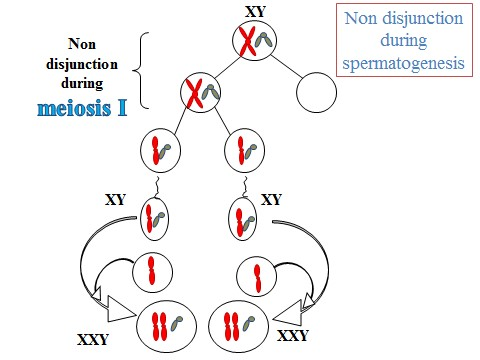 XY
Non disjunction
during
spermatogenesis
Non
disjunction
during
meiosis I
XY
XY
XXY
XXY